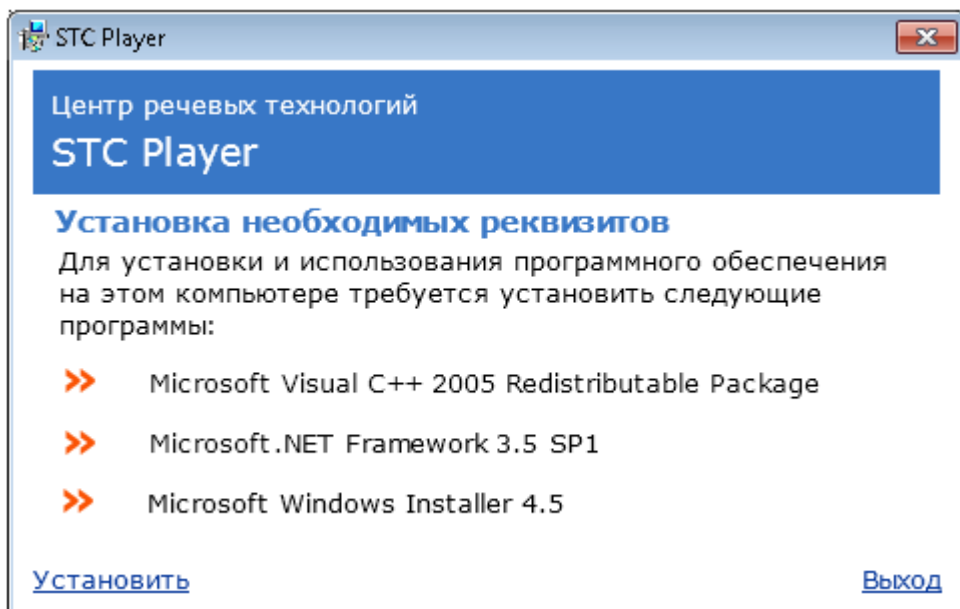 STC Player
Центр речевых технологий
STC Player
Установка необходимых реквизитов
Для установки и использования программного обеспечения
на этом компьютере требуется установить следующие
программы:
Microsoft Visual C++ 2005 Redistributable Package
Microsoft.NET Framework 3.5 SP1
Microsoft Windows Installer 4.5
Установить Выход